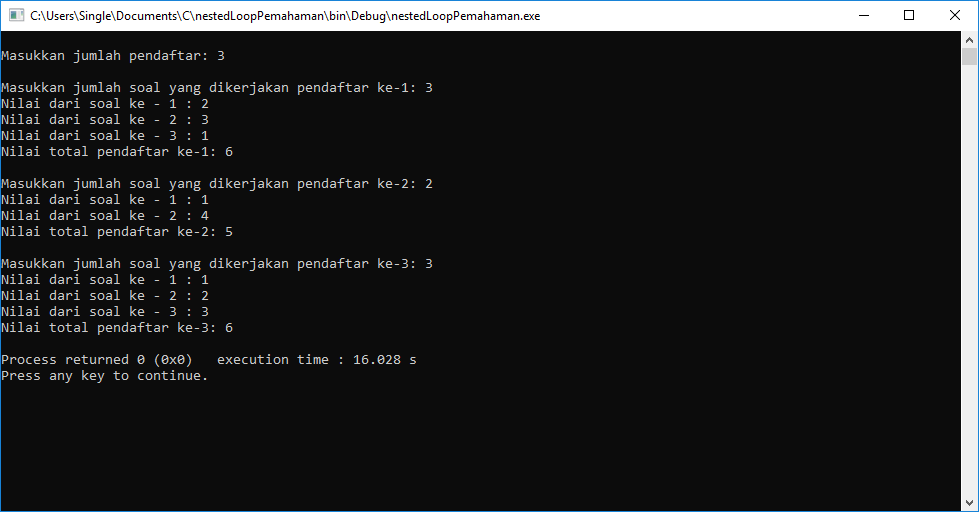 C:\Users\Single\Documents\C\nestedLoopPemahaman\bin\Debug\nestedLoopPemahaman.exe
Masukkan jumlah pendaftar: 3
Masukkan jumlah soal yang dikerjakan pendaftar ke-1: 3
Nilai dari soal ke - 1 : 2
Nilai dari soal ke - 2 : 3
Nilai dari soal ke - 3 : 1
Nilai total pendaftar ke-1: 6
Masukkan jumlah soal yang dikerjakan pendaftar ke-2: 2
Nilai dari soal ke - 1 : 1
Nilai dari soal ke - 2 : 4
Nilai total pendaftar ke-2: 5
Masukkan jumlah soal yang dikerjakan pendaftar ke-3: 3
Nilai dari soal ke - 1 : 1
Nilai dari soal ke - 2 : 2
Nilai dari soal ke - 3 : 3
Nilai total pendaftar ke-3: 6
Process returned 0 (0x0)   execution time : 16.028 s
Press any key to continue.